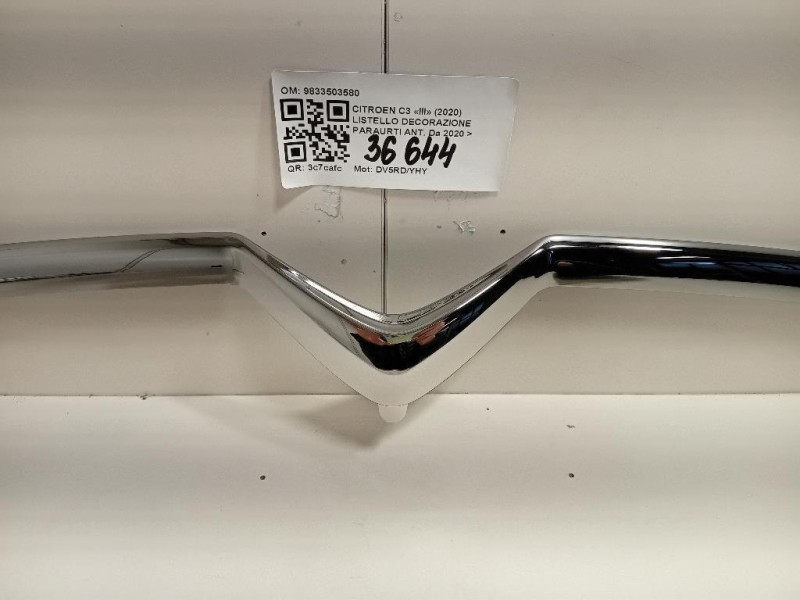 OM: 9833503580
CITROEN C3 «III» (2020)
LISTELLO DECORAZIONE
PARAURTI ANT. Da 2020 >
36 644
QR: 3c7cafc Mot: DV5RD/YHY